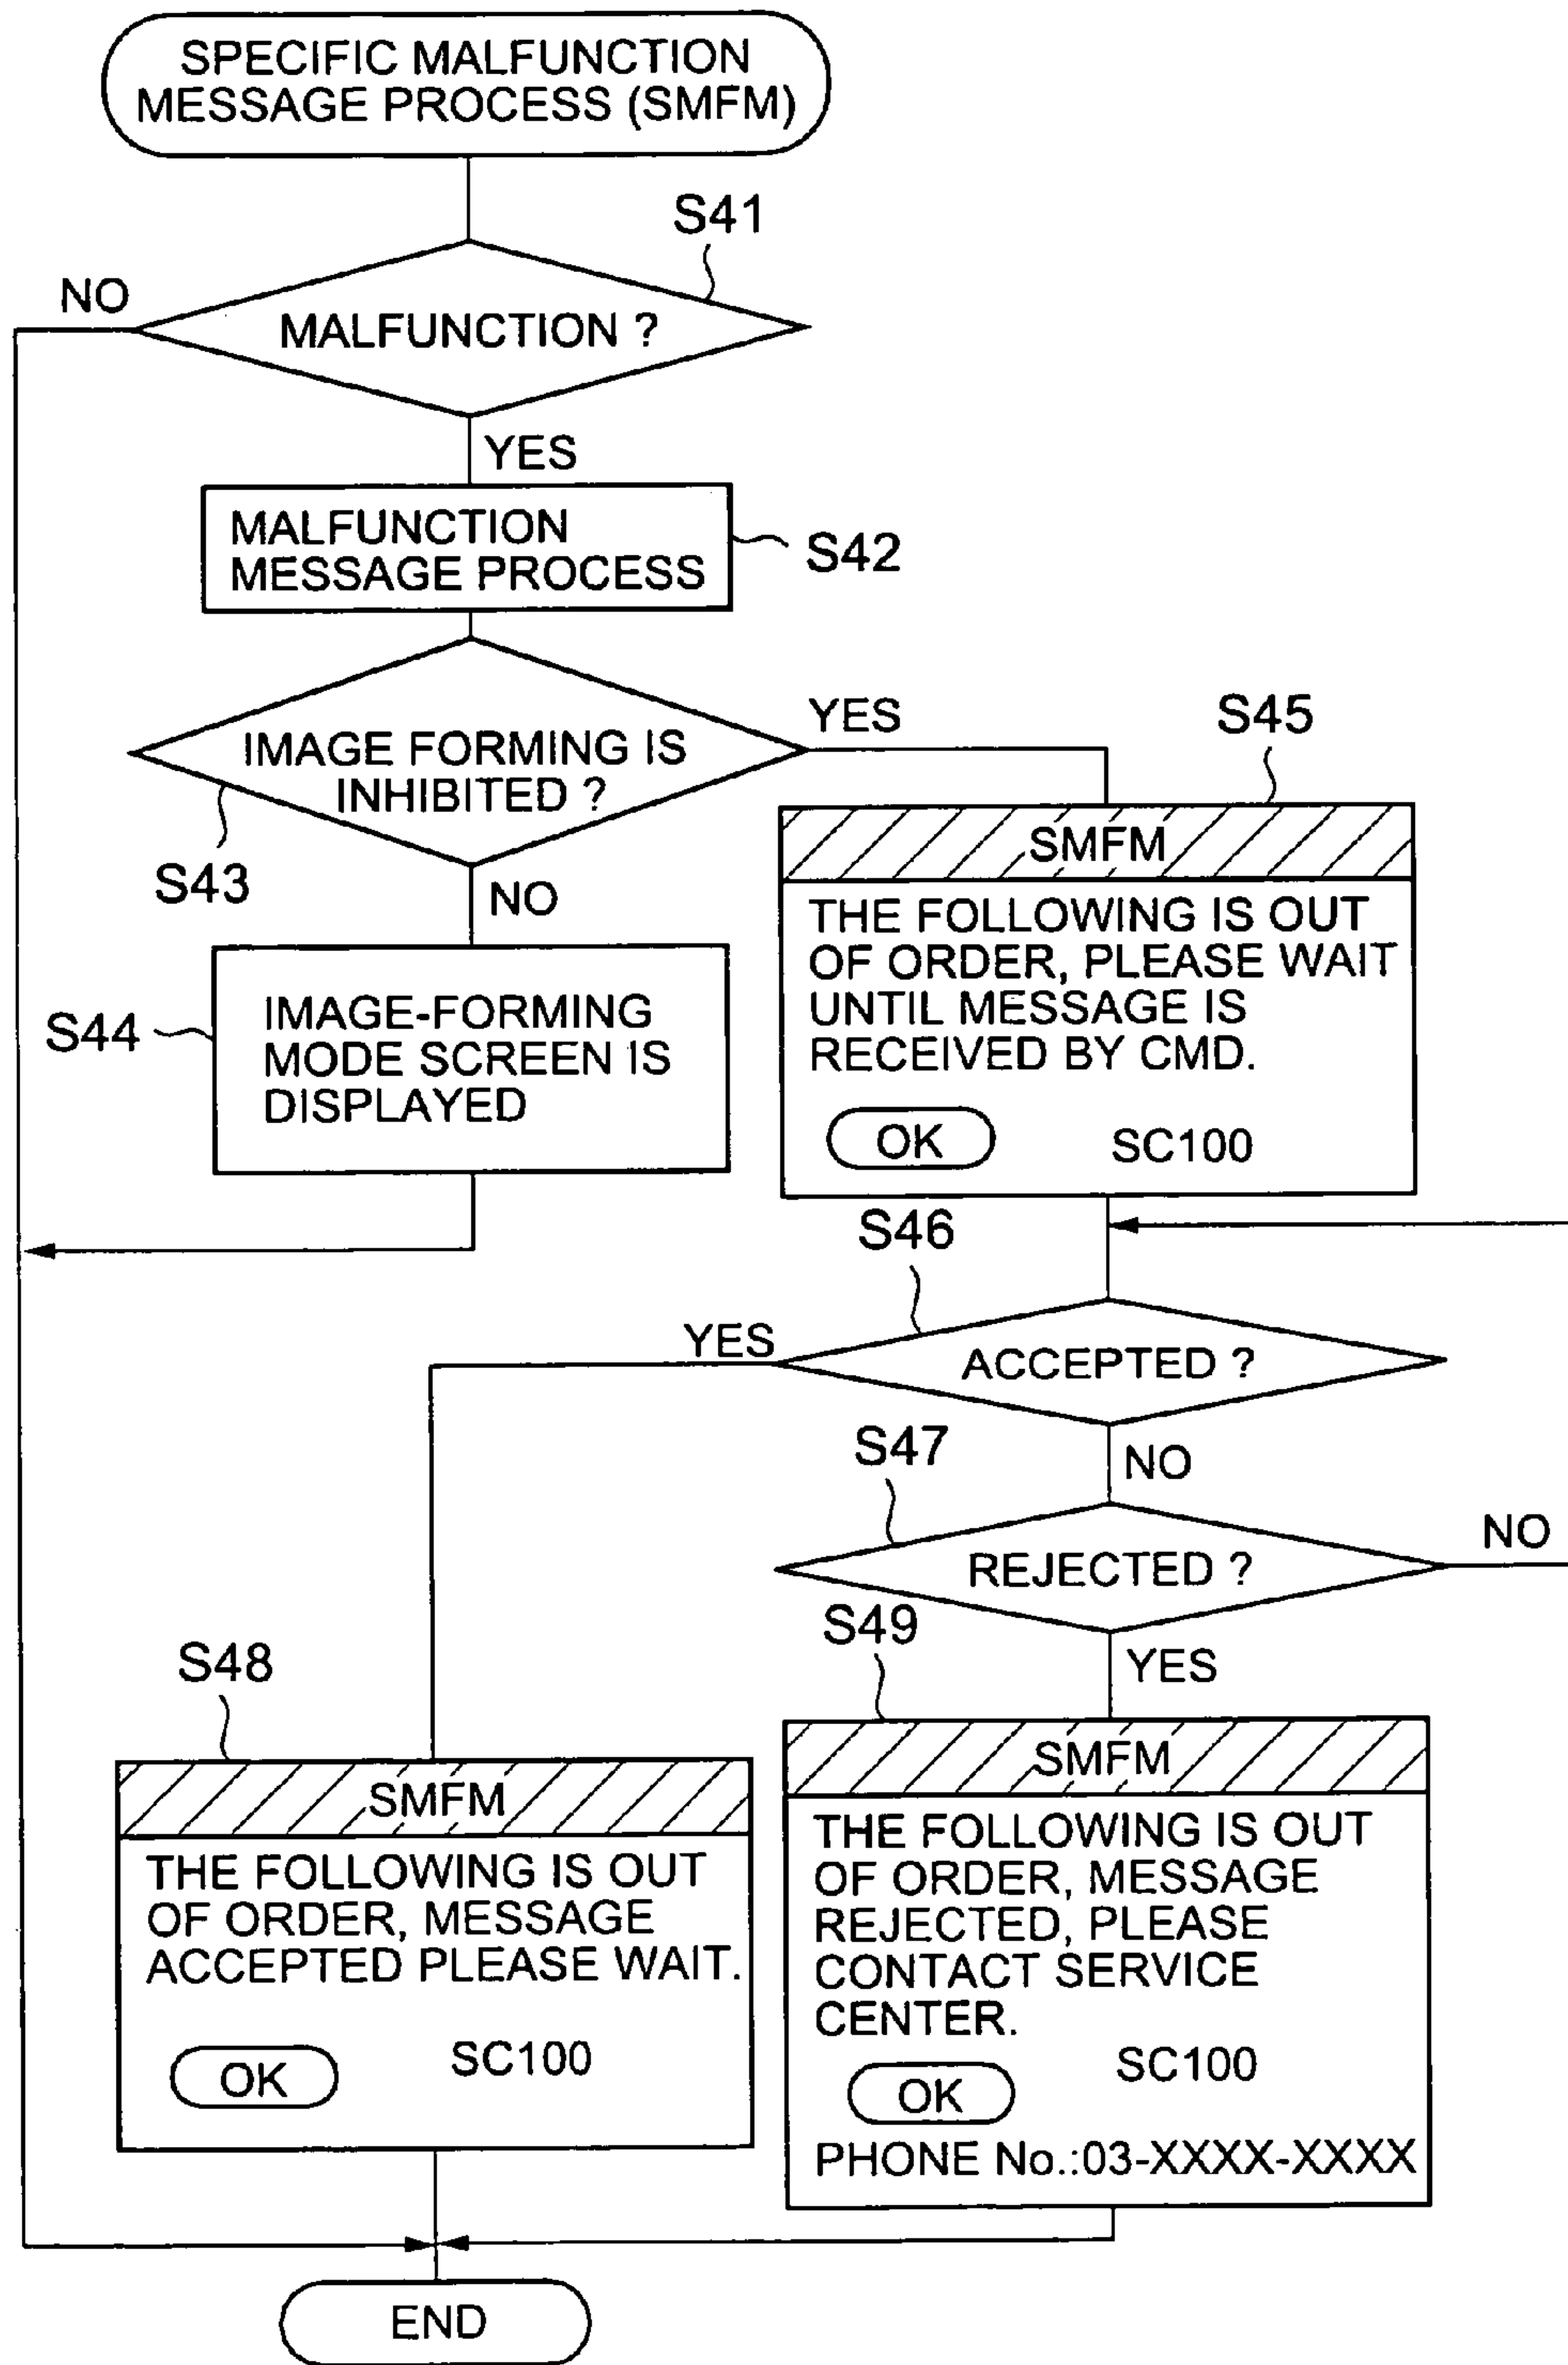 SPECIFIC MALFUNCTION
MESSAGE PROCESS (SMFM)
S41
NO
MALFUNCTION ?
YES
MALFUNCTION
MESSAGE PROCESS
S42
IMAGE FORMING IS
INHIBITED ?
YES
S43
NO
S45
SMFM
THE FOLLOWING IS OUT
OF ORDER, PLEASE WAIT
UNTIL MESSAGE IS
RECEIVED BY CMD.
OK
SC100
S44
IMAGE-FORMING
MODE SCREEN IS
DISPLAYED
S46
YES
ACCEPTED ?
NO
S47
REJECTED ?
NO
YES
S48
SMFM
THE FOLLOWING IS OUT
OF ORDER, MESSAGE
ACCEPTED PLEASE WAIT.
OK
SC100
S49
SMFM
THE FOLLOWING IS OUT
OF ORDER, MESSAGE
REJECTED, PLEASE
CONTACT SERVICE
CENTER.
OK
SC100
PHONE No.:03-XXXX-XXXX
END